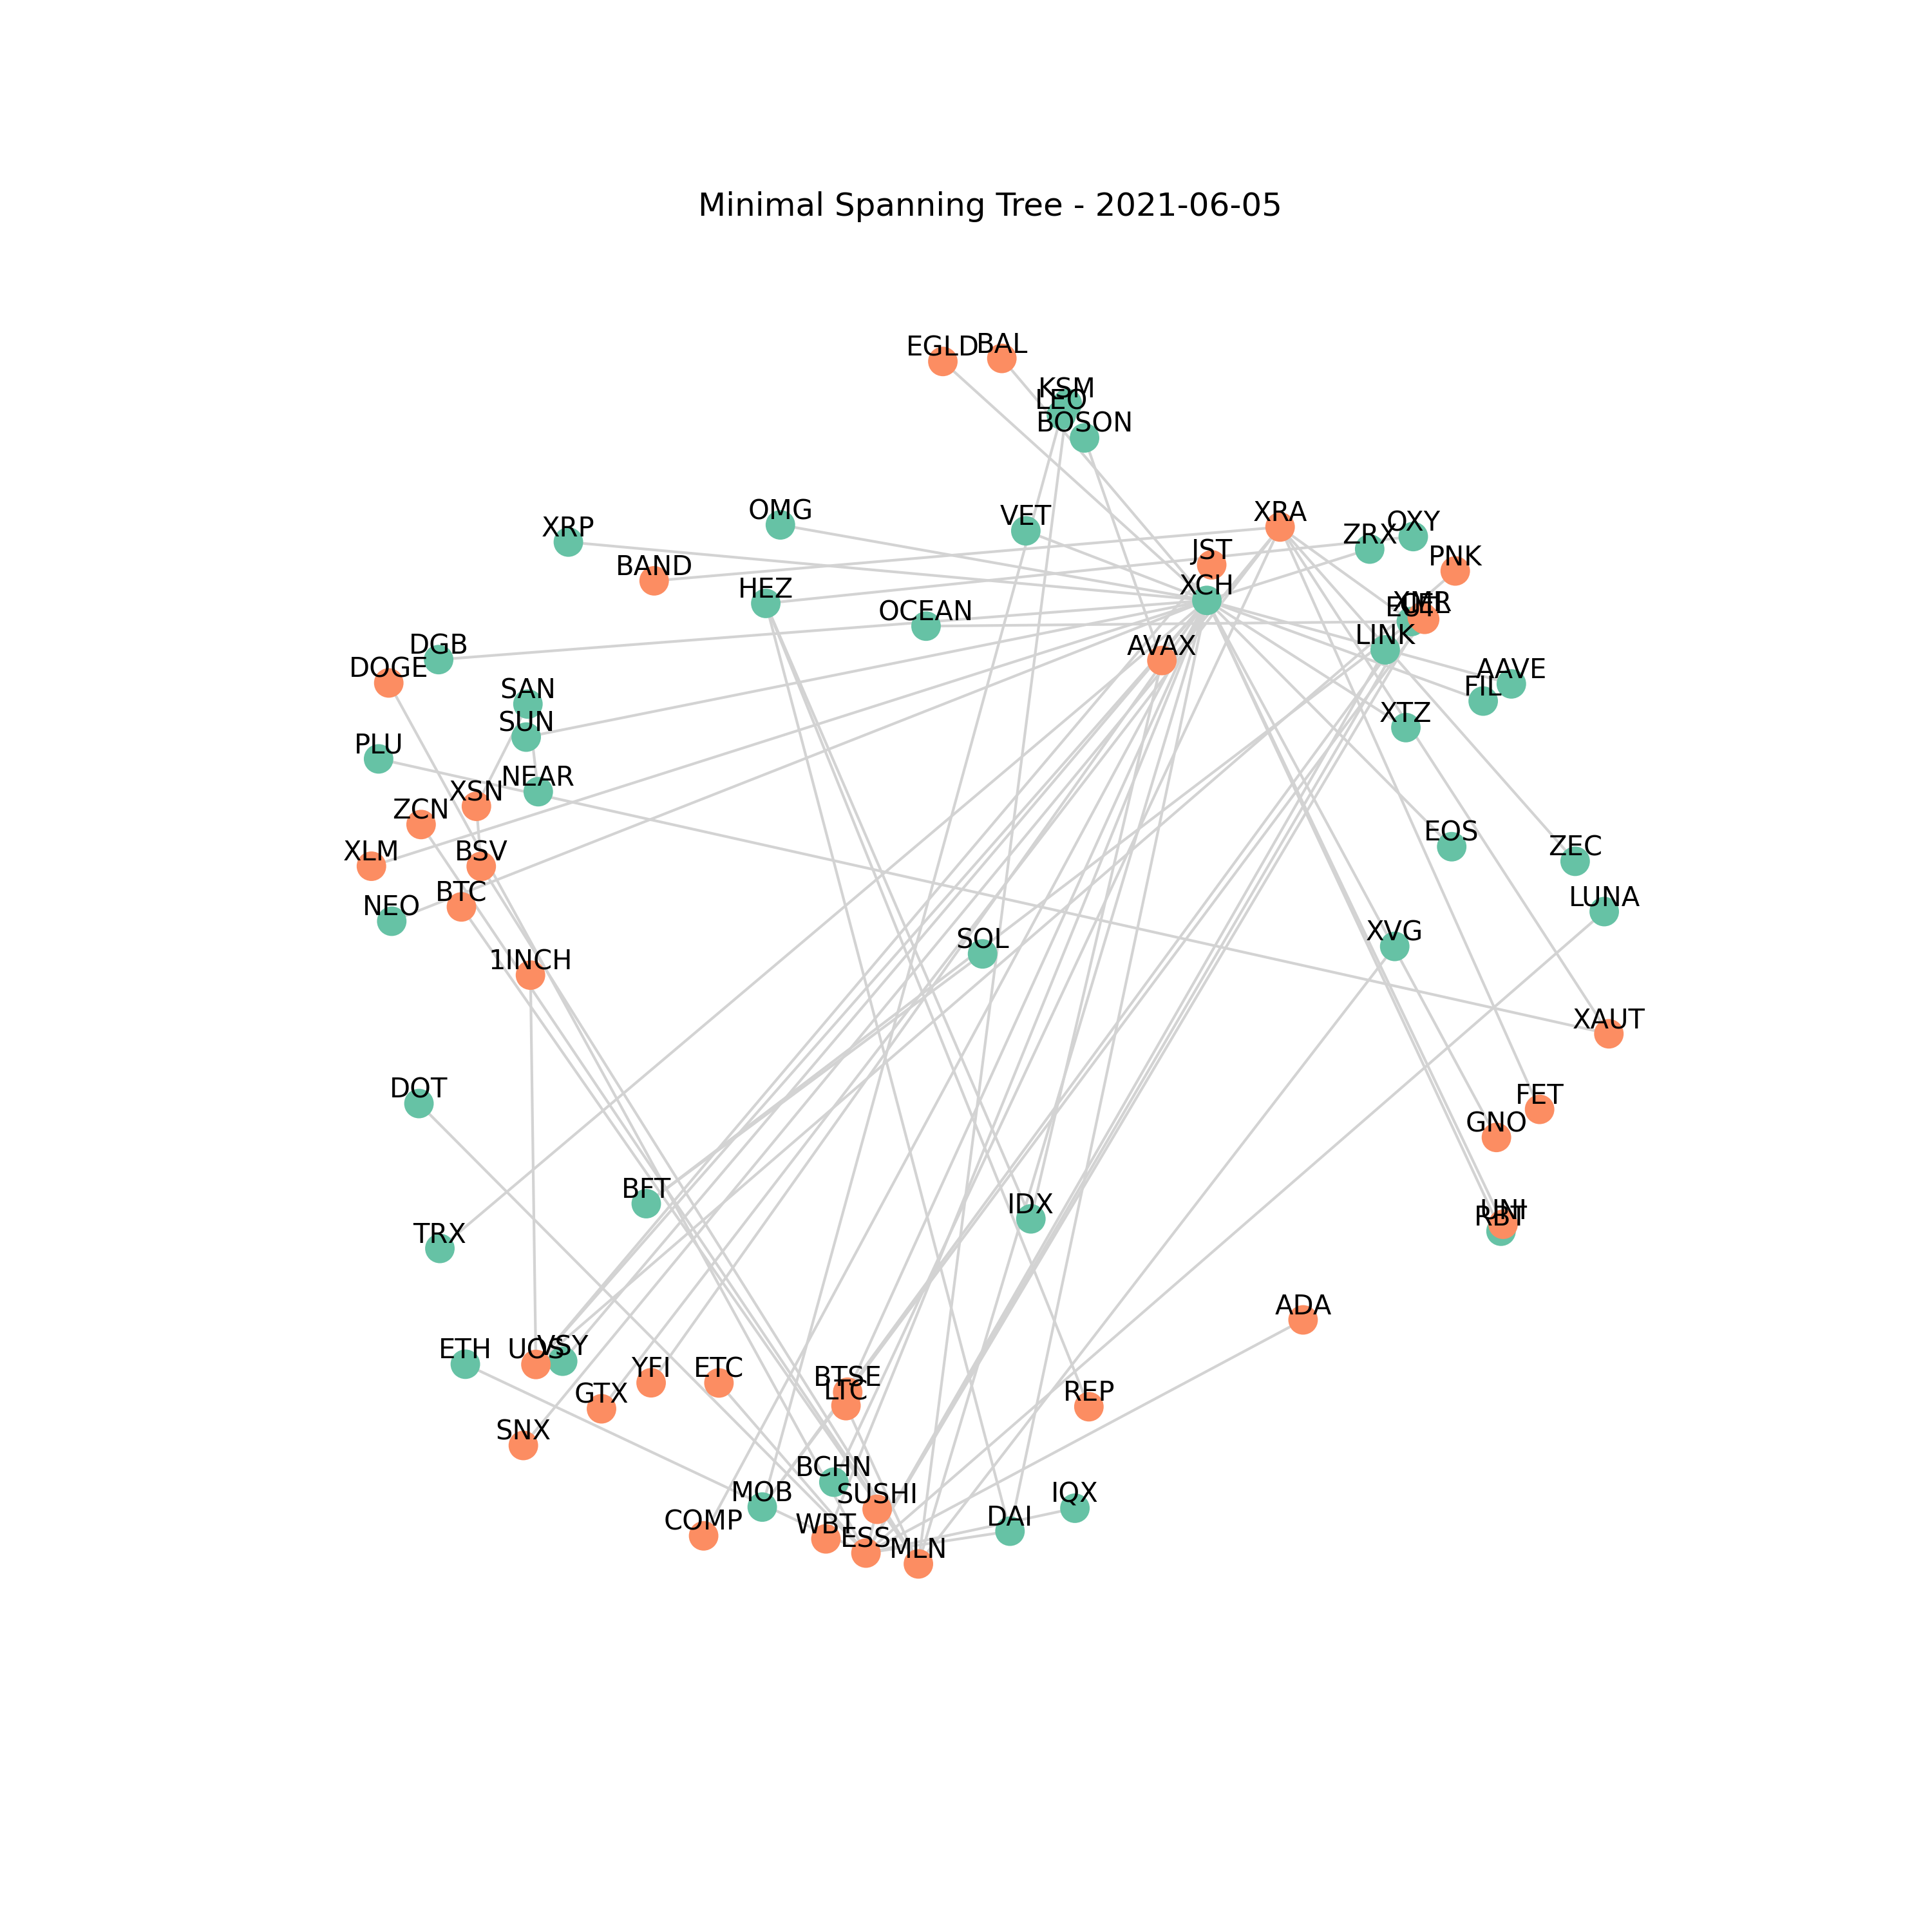 Minimal Spanning Tree - 2021-06-05
EGLD
BAL
KSM
LEO
BOSON
OMG
VET
XRA
XRP
ZRX
OXY
BAND
JST
PNK
HEZ
XCH
OCEAN
XMR
LINK
DGB
AVAX
DOGE
AAVE
SAN
FIL
SUN
XTZ
PLU
NEAR
XSN
ZCN
EOS
XLM
BSV
ZEC
BTC
NEO
LUNA
XVG
SOL
1INCH
XAUT
DOT
FET
GNO
BFT
IDX
UNI
RBT
TRX
ADA
ETH
UOS
VSY
YFI
ETC
BTSE
LTC
GTX
REP
SNX
BCHN
MOB
SUSHI
IQX
COMP
WBT
DAI
ESS
MLN